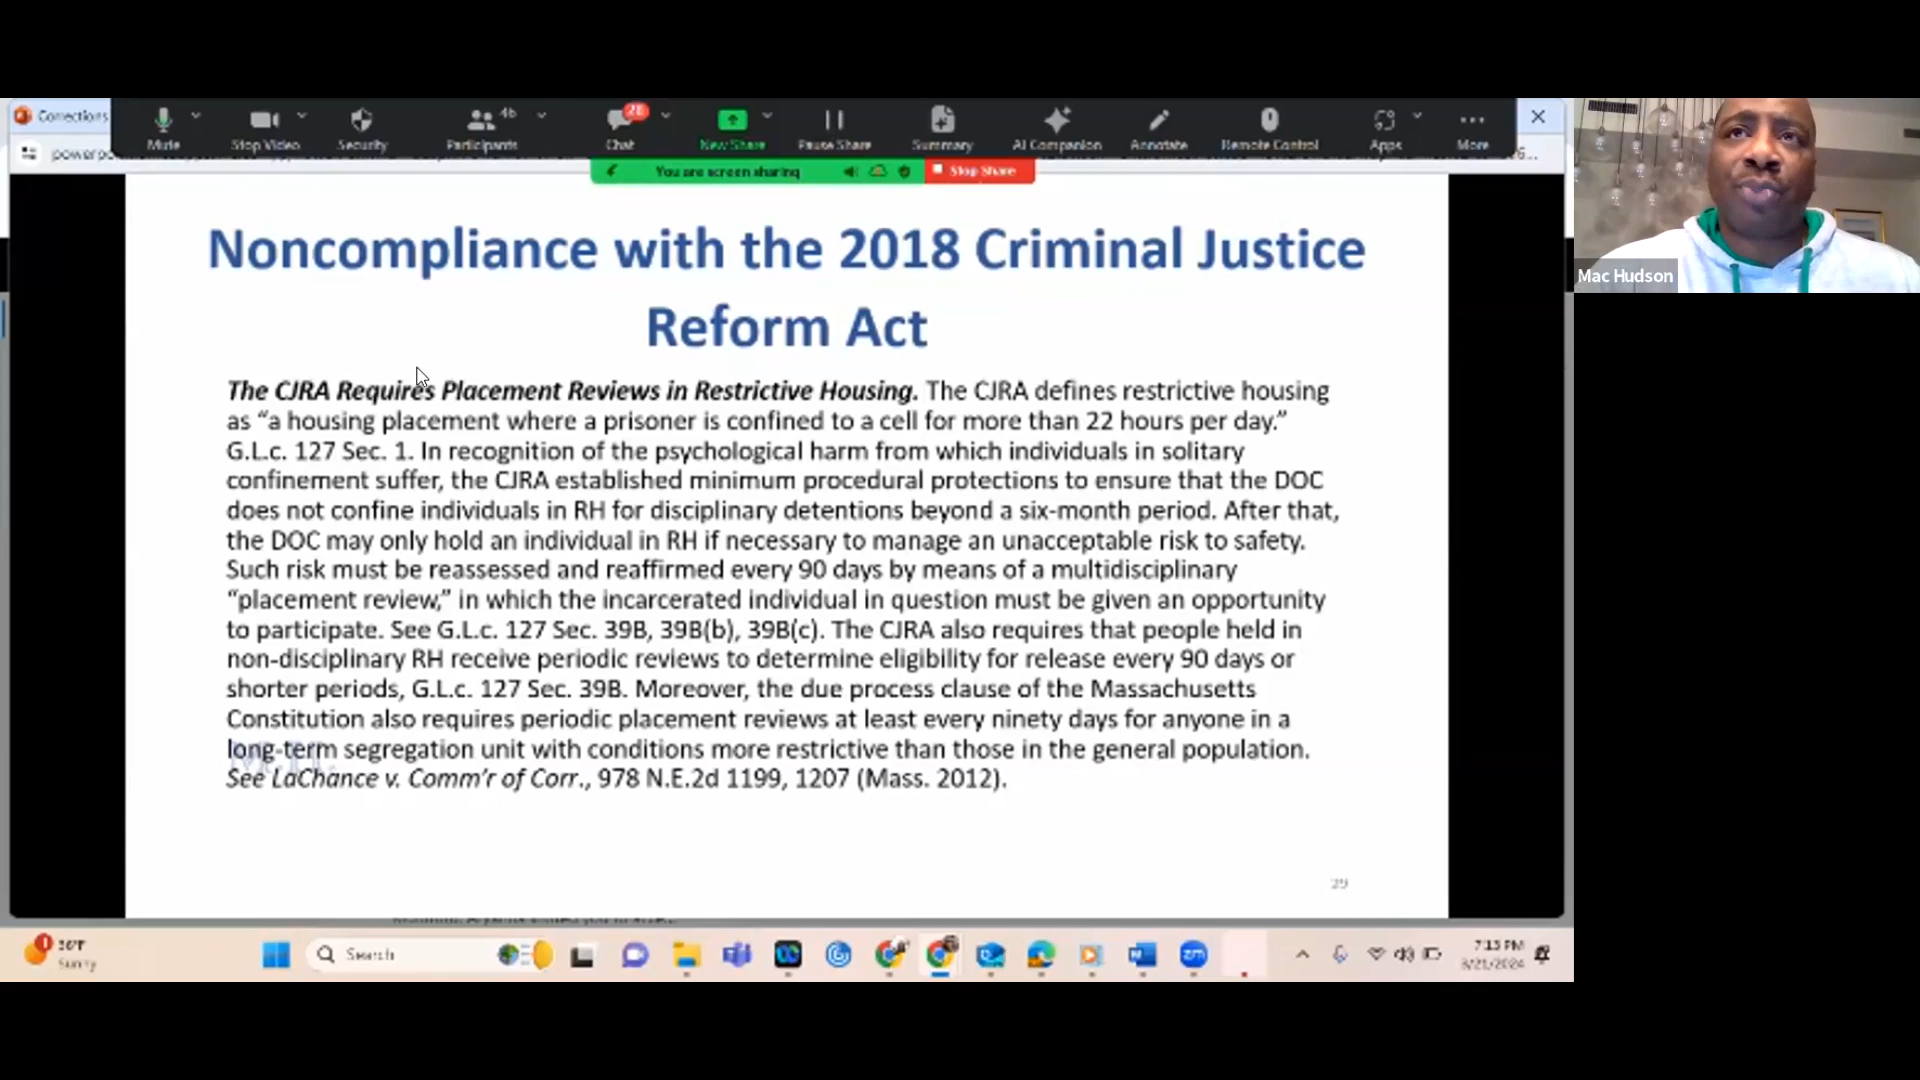 Corrections
Mute
Stop Video
Security
46
Participants
28
Chat
New Share
Pause Share
Summary
AI Companion
Annotate
Remote Control
Apps
More
You are screen sharing
Stop Share
Noncompliance with the 2018 Criminal Justice
Reform Act
The CJRA Requires Placement Reviews in Restrictive Housing. The CJRA defines restrictive housing
as “a housing placement where a prisoner is confined to a cell for more than 22 hours per day.”
G.L.c. 127 Sec. 1. In recognition of the psychological harm from which individuals in solitary
confinement suffer, the CJRA established minimum procedural protections to ensure that the DOC
does not confine individuals in RH for disciplinary detentions beyond a six-month period. After that,
the DOC may only hold an individual in RH if necessary to manage an unacceptable risk to safety.
Such risk must be reassessed and reaffirmed every 90 days by means of a multidisciplinary
“placement review,” in which the incarcerated individual in question must be given an opportunity
to participate. See G.L.c. 127 Sec. 39B, 39B(b), 39B(c). The CJRA also requires that people held in
non-disciplinary RH receive periodic reviews to determine eligibility for release every 90 days or
shorter periods, G.L.c. 127 Sec. 39B. Moreover, the due process clause of the Massachusetts
Constitution also requires periodic placement reviews at least every ninety days for anyone in a
long-term segregation unit with conditions more restrictive than those in the general population.
See LaChance v. Comm’r of Corr., 978 N.E.2d 1199, 1207 (Mass. 2012).
29
Mac Hudson
36°F
Sunny
Search
7:13 PM
3/21/2024